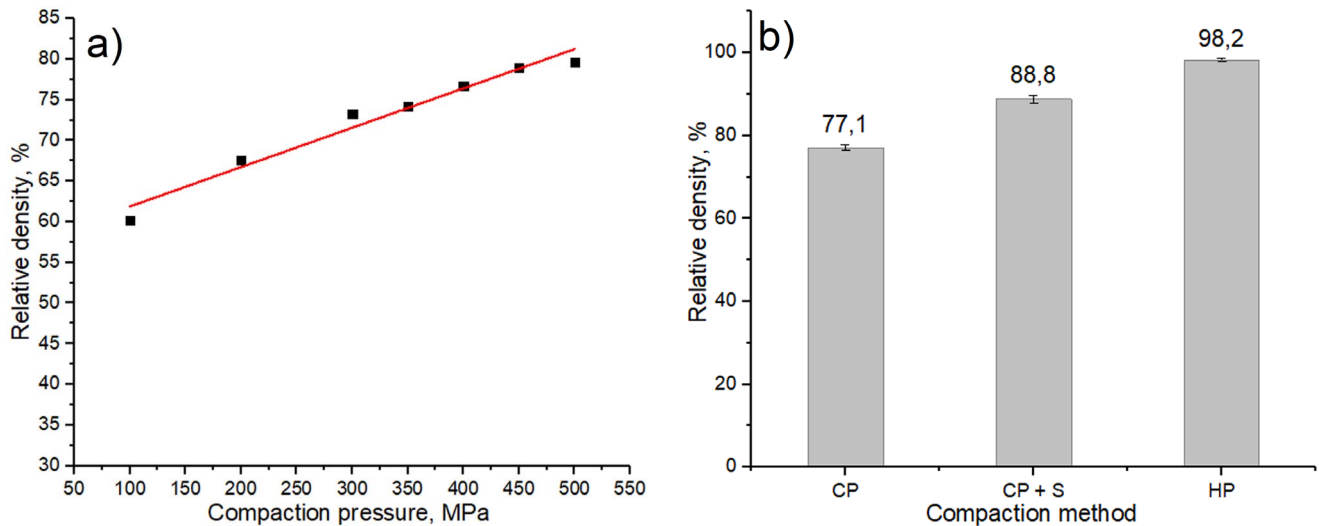 a)
Relative density, %
85
80
75
70
65
60
55
50
45
40
35
30
50 100 150 200 250 300 350 400 450 500 550
Compaction pressure, MPa
b)
Relative density, %
100
80
60
40
20
0
77,1
88,8
98,2
CP CP + S HP
Compaction method